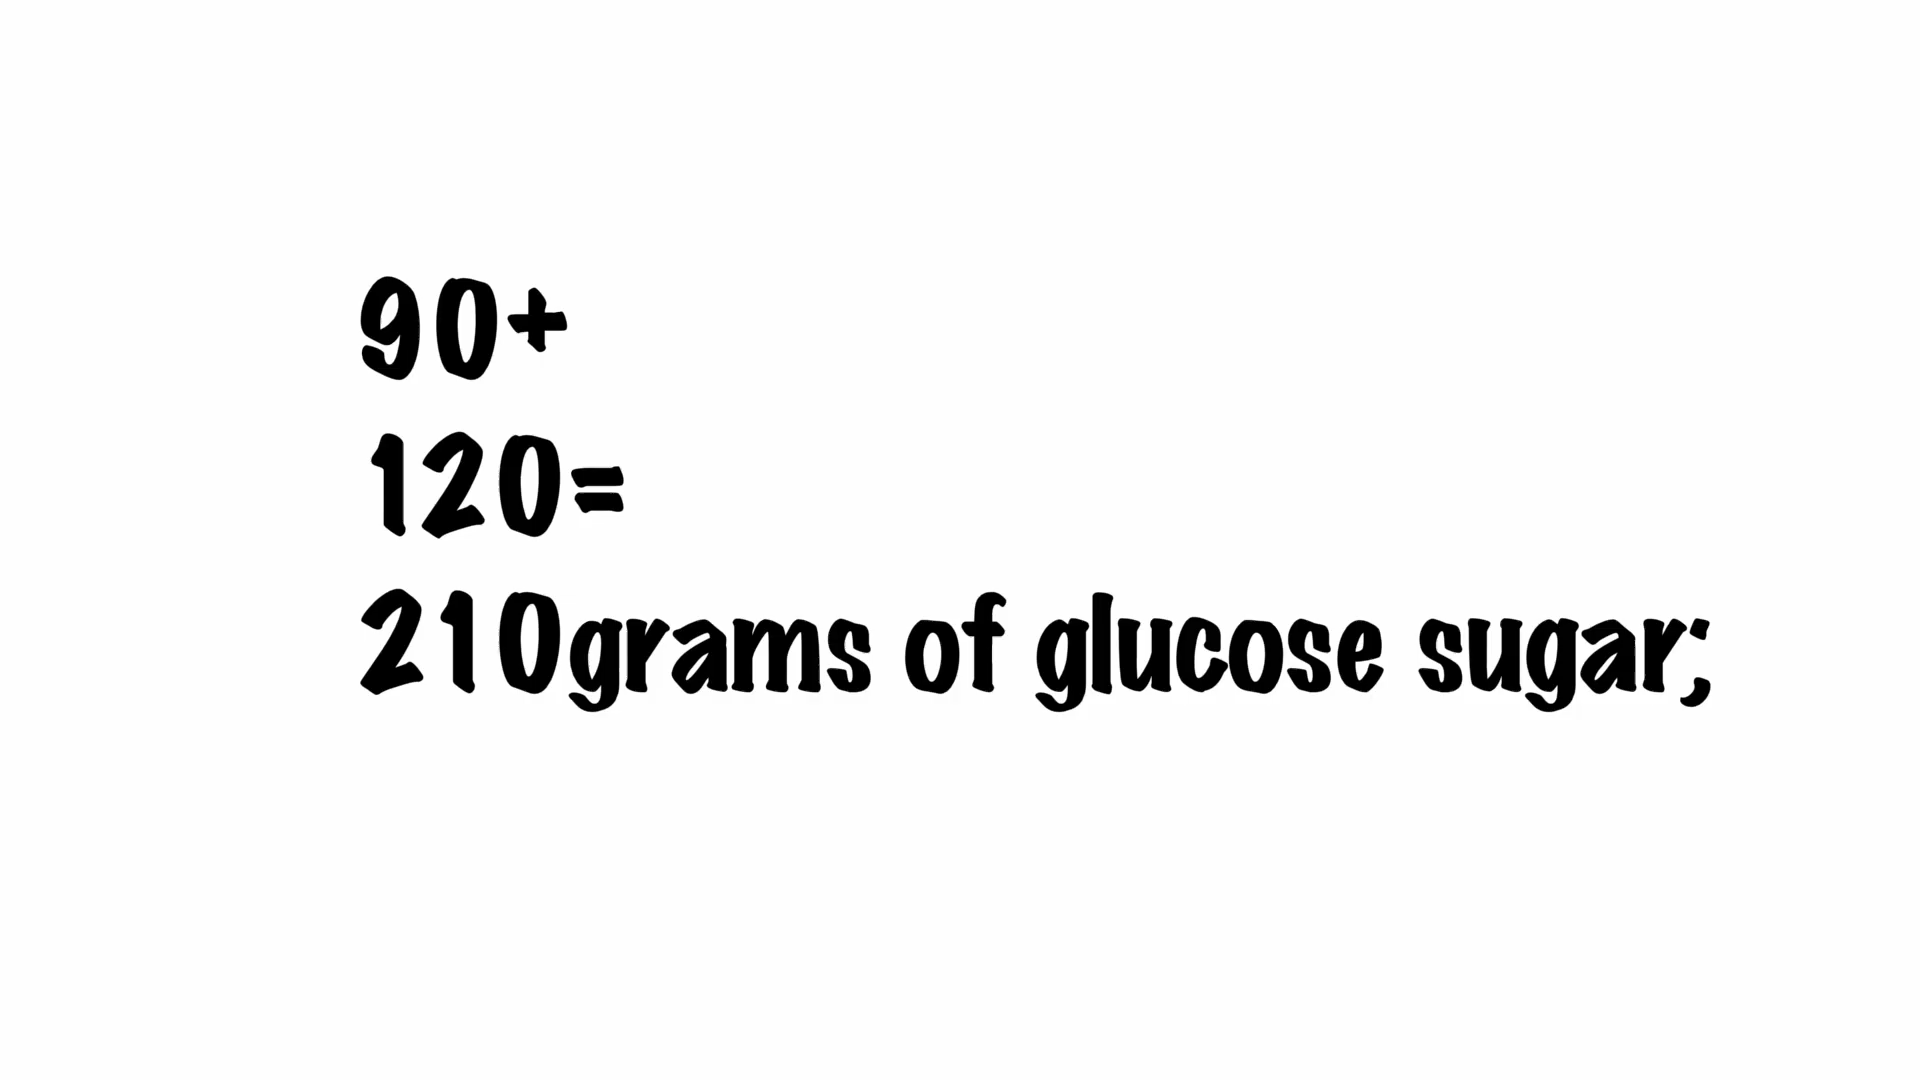 90+
120=
210grams of glucose sugar;